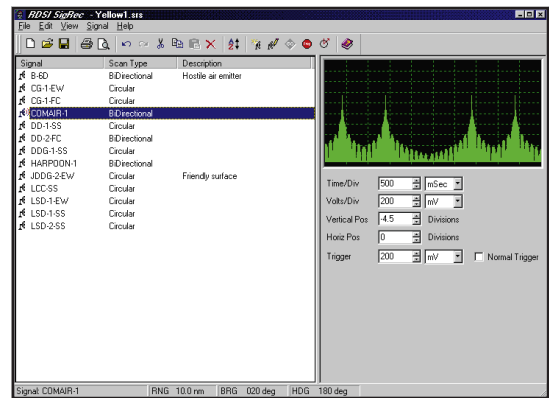 RDSI SigRec - Yellow1.srs
File Edit View Signal Help
Signal Scan Type Description
B-6D BiDirectional Hostile air emitter
CG-1-EW Circular
CG-1-FC Circular
COMAIR-1 BiDirectional
DD-1-SS Circular
DD-2-FC BiDirectional
DDG-1-SS Circular
HARPOON-1 BiDirectional
JDDG-2-EW Circular Friendly surface
LCC-SS Circular
LSD-1-EW Circular
LSD-1-SS Circular
LSD-2-SS Circular
Time/Div 500 mSec
Volts/Div 200 mV
Vertical Pos -4.5 Divisions
Horiz Pos 0 Divisions
Trigger 200 mV Normal Trigger
Signal: COMAIR-1 RNG 10.0 nm BRG 020 deg HDG 180 deg